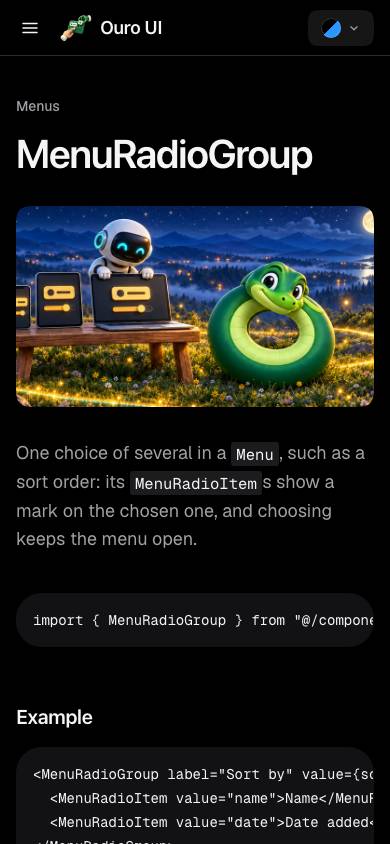 Ouro UI
Menus
MenuRadioGroup
One choice of several in a Menu, such as a
sort order: its MenuRadioItems show a
mark on the chosen one, and choosing
keeps the menu open.
import { MenuRadioGroup } from "@/compone
Example
<MenuRadioGroup label="Sort by" value={so
<MenuRadioItem value="name">Name</MenuR
<MenuRadioItem value="date">Date added<
</MenuRadioGroup>